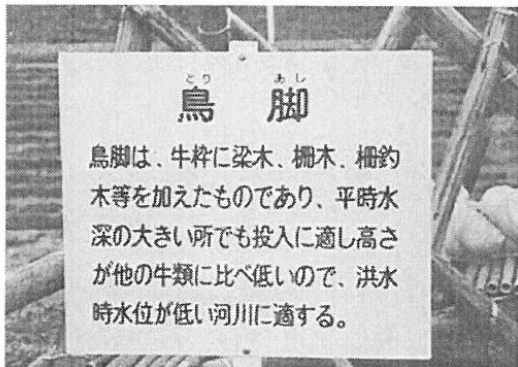 とり あし
鳥 脚
鳥脚は、牛枠に梁木、棚木、棚釣
木等を加えたものであり、平時水
深の大きい所でも投入に適し高さ
が他の牛類に比べ低いので、洪水
時水位が低い河川に適する。